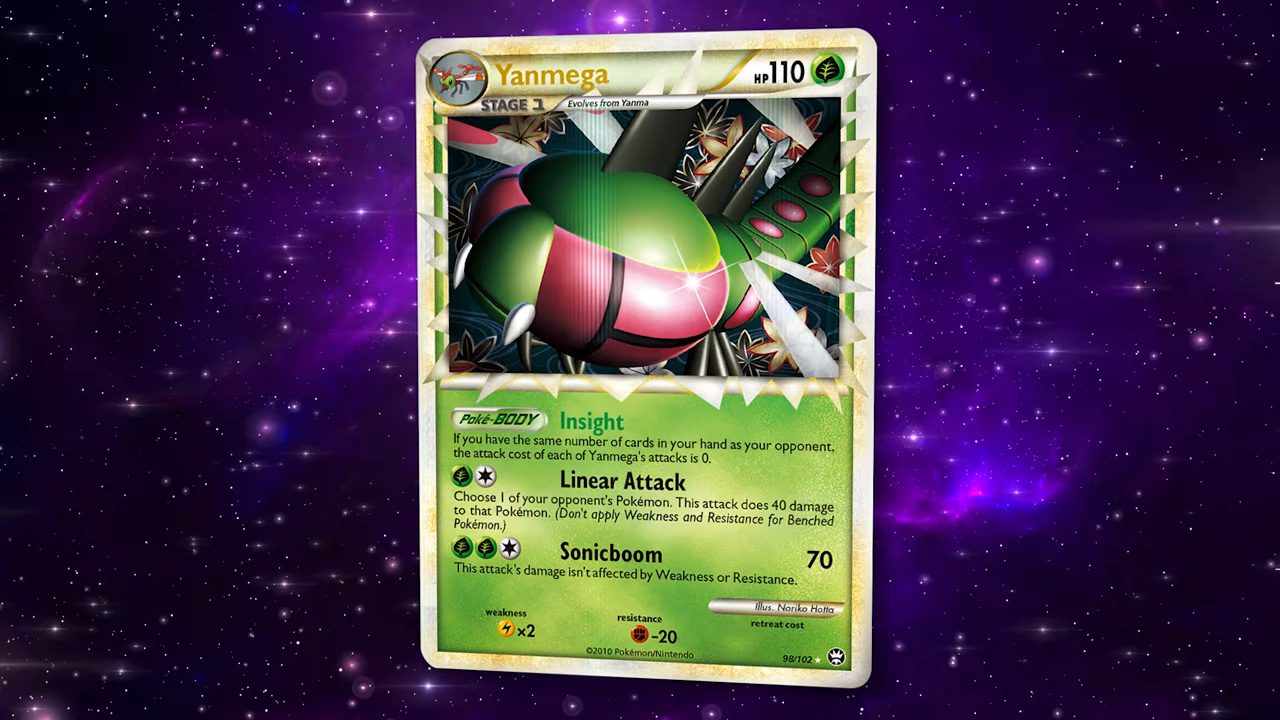 Yanmega
HP110
STAGE 1
Evolves from Yanma
Poké-BODY Insight
If you have the same number of cards in your hand as your opponent,
the attack cost of each of Yanmega's attacks is 0.
Linear Attack
Choose 1 of your opponent's Pokémon. This attack does 40 damage
to that Pokémon. (Don't apply Weakness and Resistance for Benched
Pokémon.)
Sonicboom 70
This attack's damage isn't affected by Weakness or Resistance.
Illus. Noriko Hotta
weakness
x2
resistance
-20
retreat cost
©2010 Pokémon/Nintendo
98/102